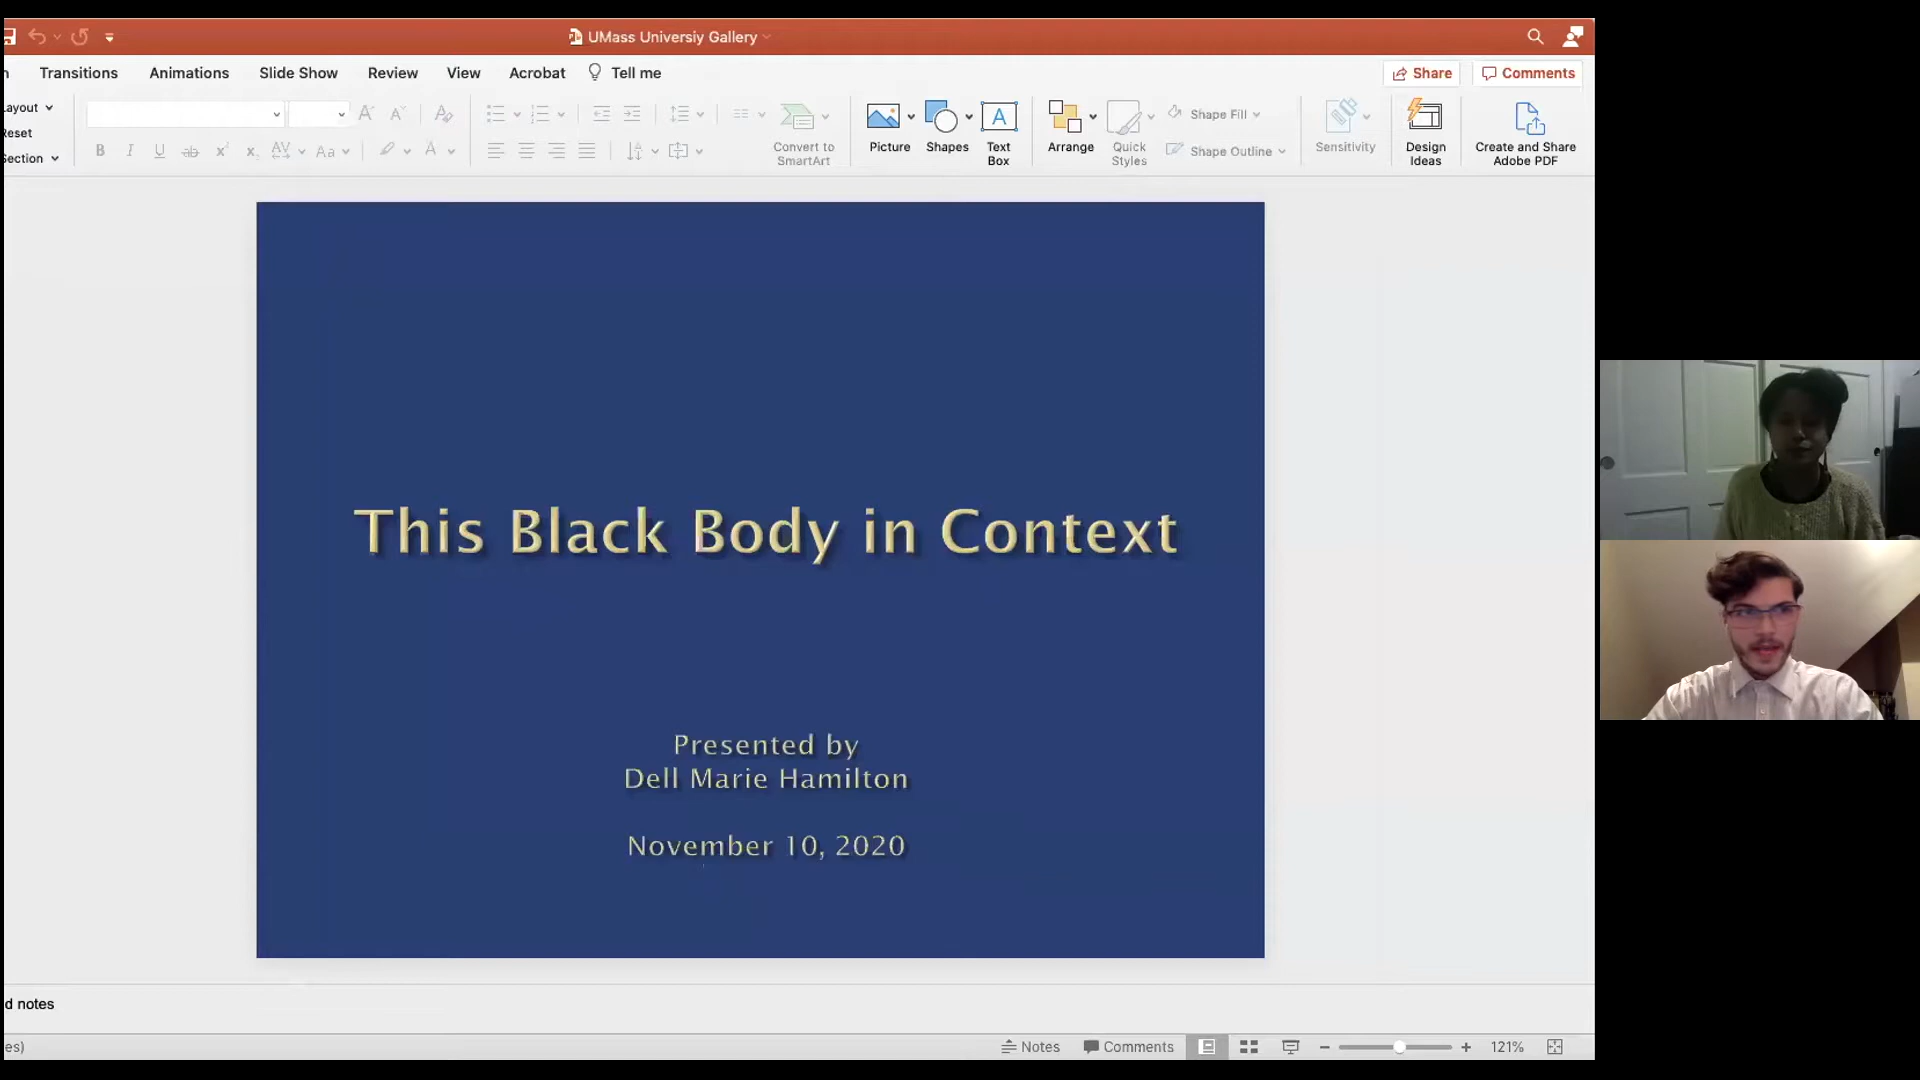 UMass Universiy Gallery
Transitions Animations Slide Show Review View Acrobat Tell me
Share Comments
ayout
Reset
Section
Convert to SmartArt
Picture
Shapes
Text Box
Arrange
Quick Styles
Shape Fill
Shape Outline
Sensitivity
Design Ideas
Create and Share Adobe PDF
This Black Body in Context
Presented by
Dell Marie Hamilton
November 10, 2020
d notes
es)
Notes Comments 121%